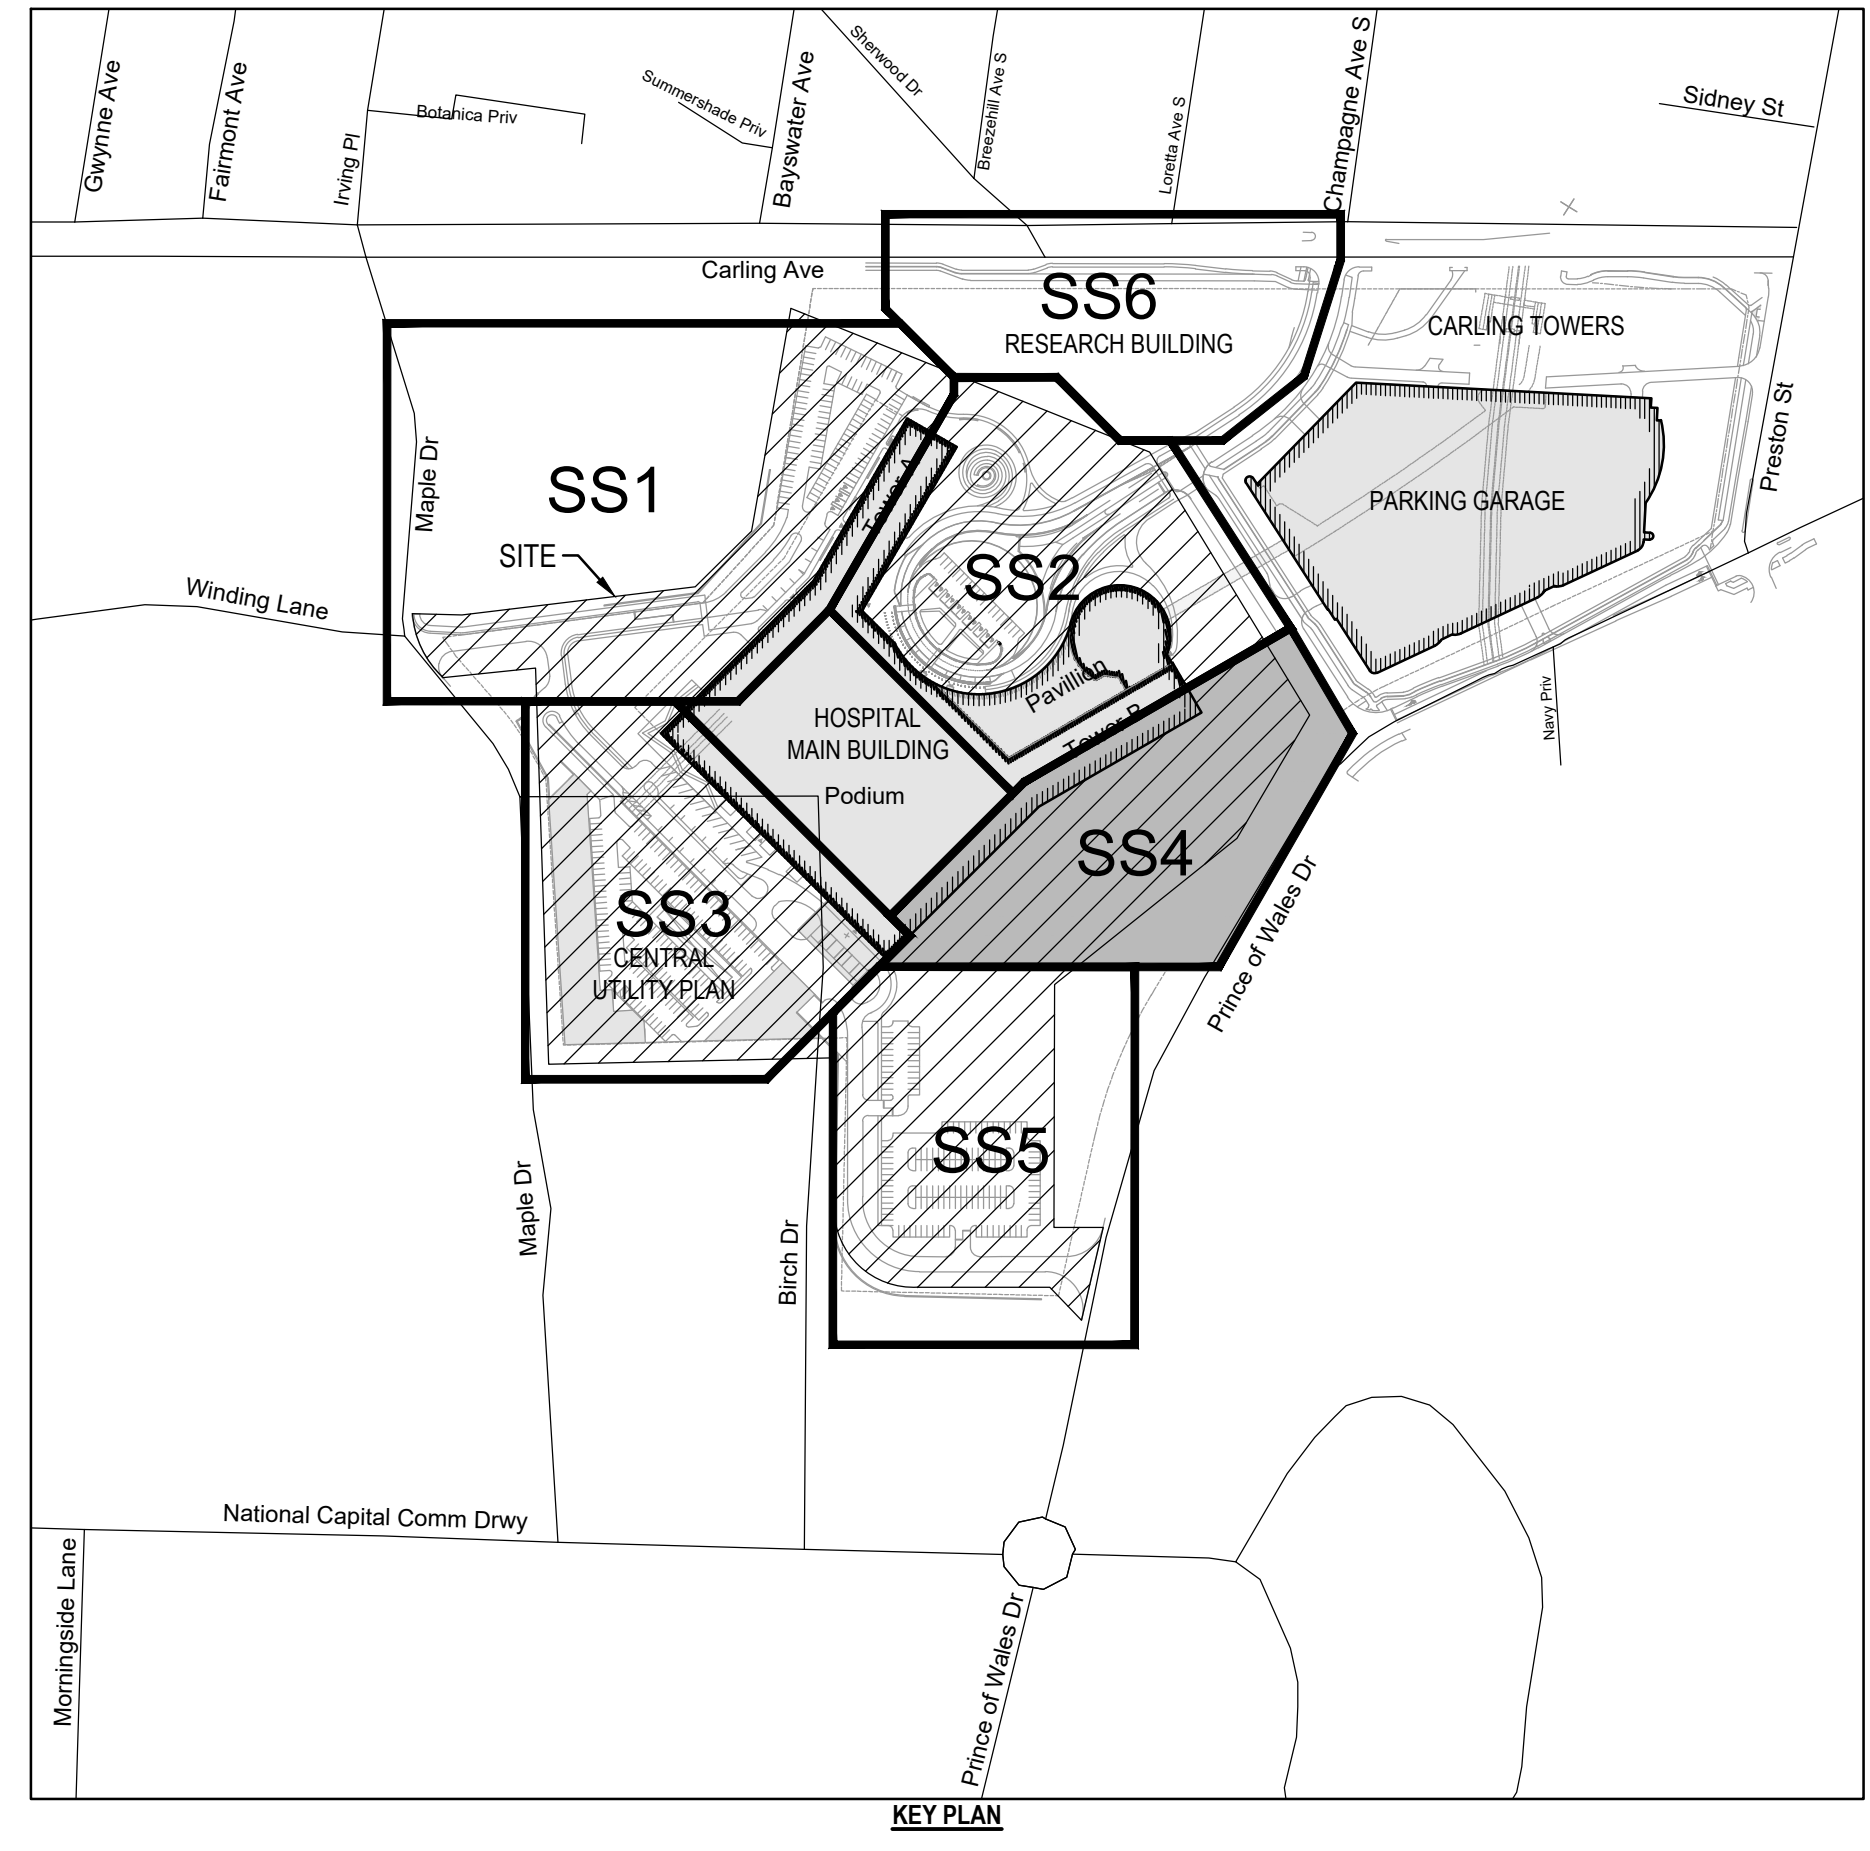 Gwynne Ave
Fairmont Ave
Irving Pl
Botanica Priv
Summershade Priv
Bayswater Ave
Sherwood Dr
Breezehill Ave S
Loretta Ave S
Champagne Ave S
Sidney St
Carling Ave
SS6
RESEARCH BUILDING
CARLING TOWERS
Preston St
Maple Dr
SS1
Tower A
PARKING GARAGE
SITE
SS2
Winding Lane
Pavillion
Tower B
Navy Priv
HOSPITAL
MAIN BUILDING
Podium
SS4
SS3
CENTRAL
UTILITY PLAN
Prince of Wales Dr
SS5
Maple Dr
Birch Dr
National Capital Comm Drwy
Morningside Lane
Prince of Wales Dr
KEY PLAN